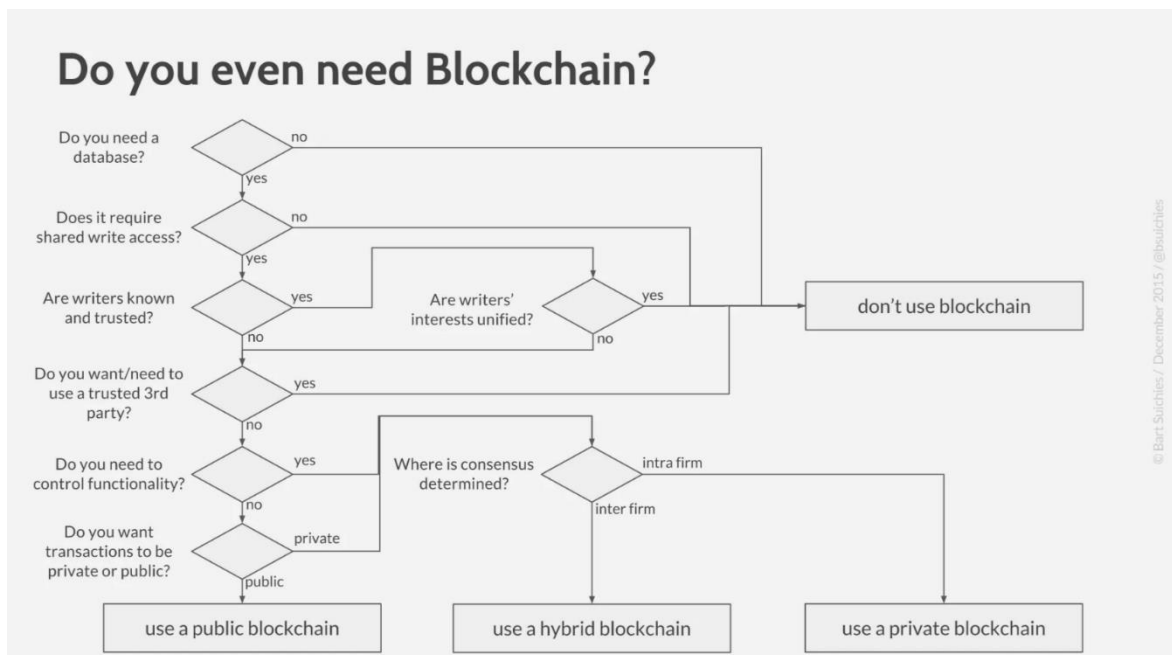 Do you even need Blockchain?
Do you need a
database?
no
yes
Does it require
shared write access?
no
yes
Are writers known
and trusted?
yes
no
Are writers'
interests unified?
yes
no
don't use blockchain
Do you want/need to
use a trusted 3rd
party?
yes
no
Do you need to
control functionality?
yes
no
Where is consensus
determined?
intra firm
inter firm
Do you want
transactions to be
private or public?
private
public
use a public blockchain
use a hybrid blockchain
use a private blockchain
© Bart Suichies / December 2015 / @bsuichies